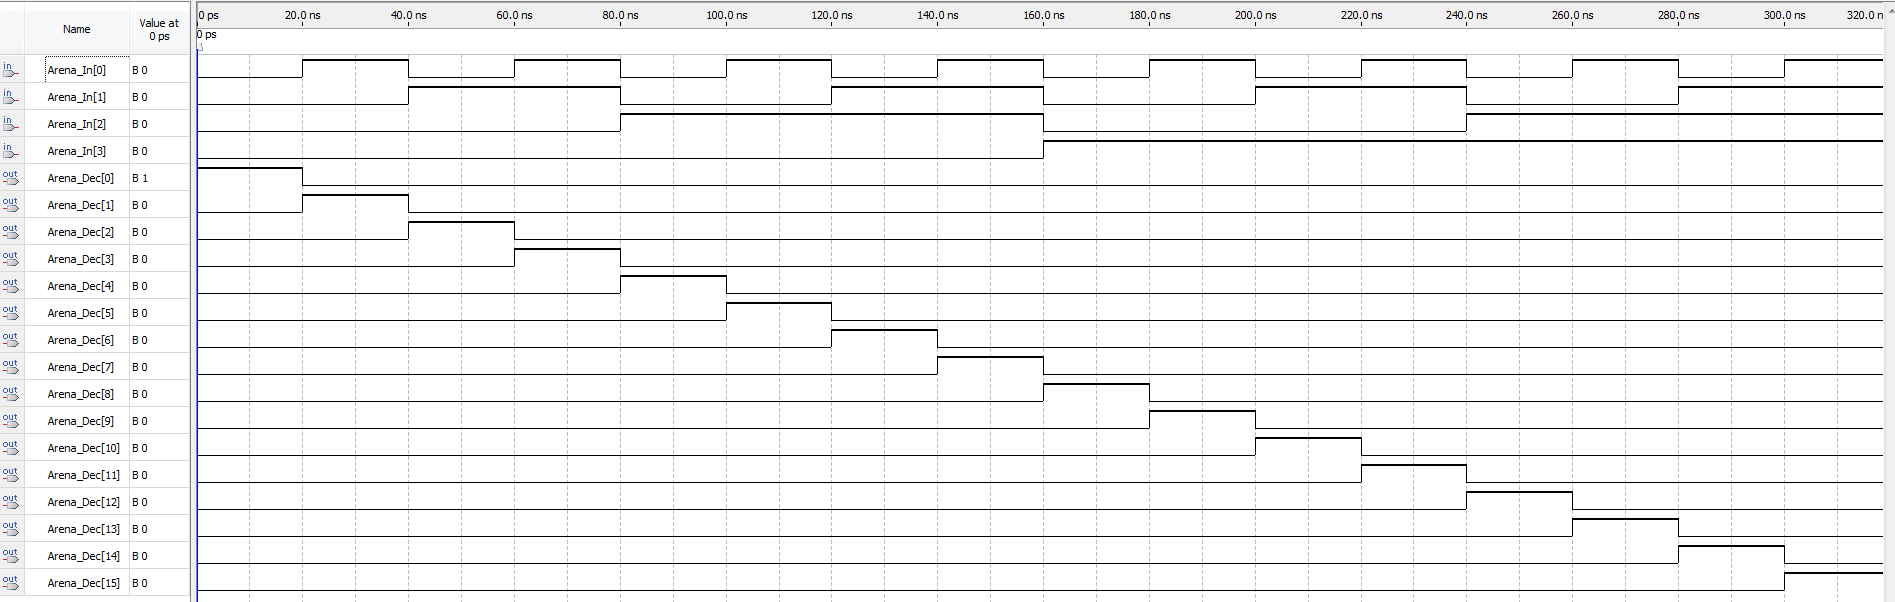 Name Value at 0 ps
0 ps 20.0 ns 40.0 ns 60.0 ns 80.0 ns 100.0 ns 120.0 ns 140.0 ns 160.0 ns 180.0 ns 200.0 ns 220.0 ns 240.0 ns 260.0 ns 280.0 ns 300.0 ns 320.0 n
0 ps
in Arena_In[0] B 0
in Arena_In[1] B 0
in Arena_In[2] B 0
in Arena_In[3] B 0
out Arena_Dec[0] B 1
out Arena_Dec[1] B 0
out Arena_Dec[2] B 0
out Arena_Dec[3] B 0
out Arena_Dec[4] B 0
out Arena_Dec[5] B 0
out Arena_Dec[6] B 0
out Arena_Dec[7] B 0
out Arena_Dec[8] B 0
out Arena_Dec[9] B 0
out Arena_Dec[10] B 0
out Arena_Dec[11] B 0
out Arena_Dec[12] B 0
out Arena_Dec[13] B 0
out Arena_Dec[14] B 0
out Arena_Dec[15] B 0